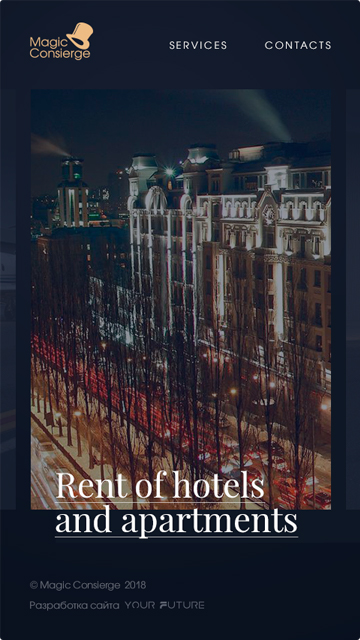 Magic
Consierge
SERVICES CONTACTS
Rent of hotels
and apartments
© Magic Consierge 2018
Разработка сайта YOUR FUTURE